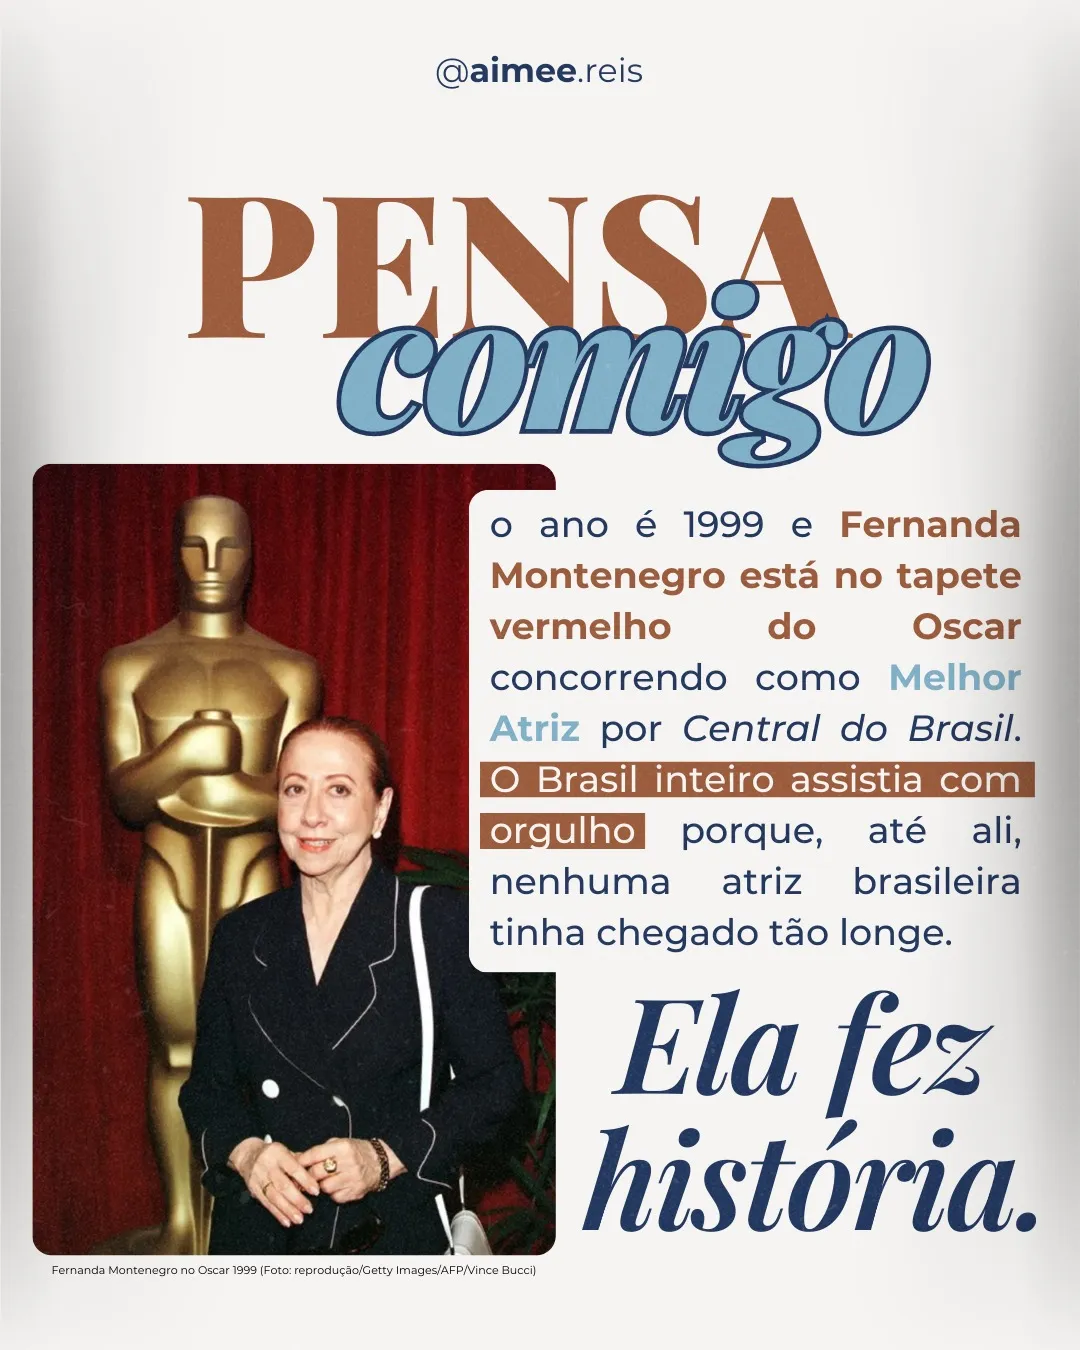 @aimee.reis
PENSA
comigo
o ano é 1999 e Fernanda
Montenegro está no tapete
vermelho do Oscar
concorrendo como Melhor
Atriz por Central do Brasil.
O Brasil inteiro assistia com
orgulho porque, até ali,
nenhuma atriz brasileira
tinha chegado tão longe.
Ela fez
história.
Fernanda Montenegro no Oscar 1999 (Foto: reprodução/Getty Images/AFP/Vince Bucci)